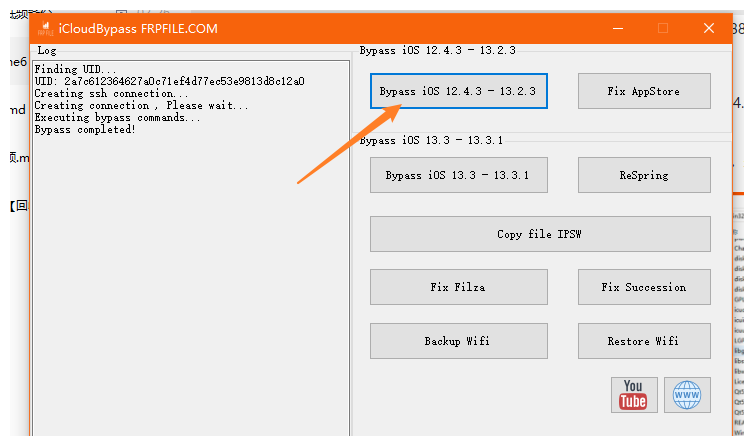 iCloudBypass FRPFILE.COM
Log
Finding UID...
UID: 2a7c612364627a0c71ef4d77ec53e9813d8c12a0
Creating ssh connection...
Creating connection , Please wait...
Executing bypass commands...
Bypass completed!
Bypass iOS 12.4.3 - 13.2.3
Bypass iOS 12.4.3 - 13.2.3
Fix AppStore
Bypass iOS 13.3 - 13.3.1
Bypass iOS 13.3 - 13.3.1
ReSpring
Copy file IPSW
Fix Filza
Fix Succession
Backup Wifi
Restore Wifi
You
Tube
www